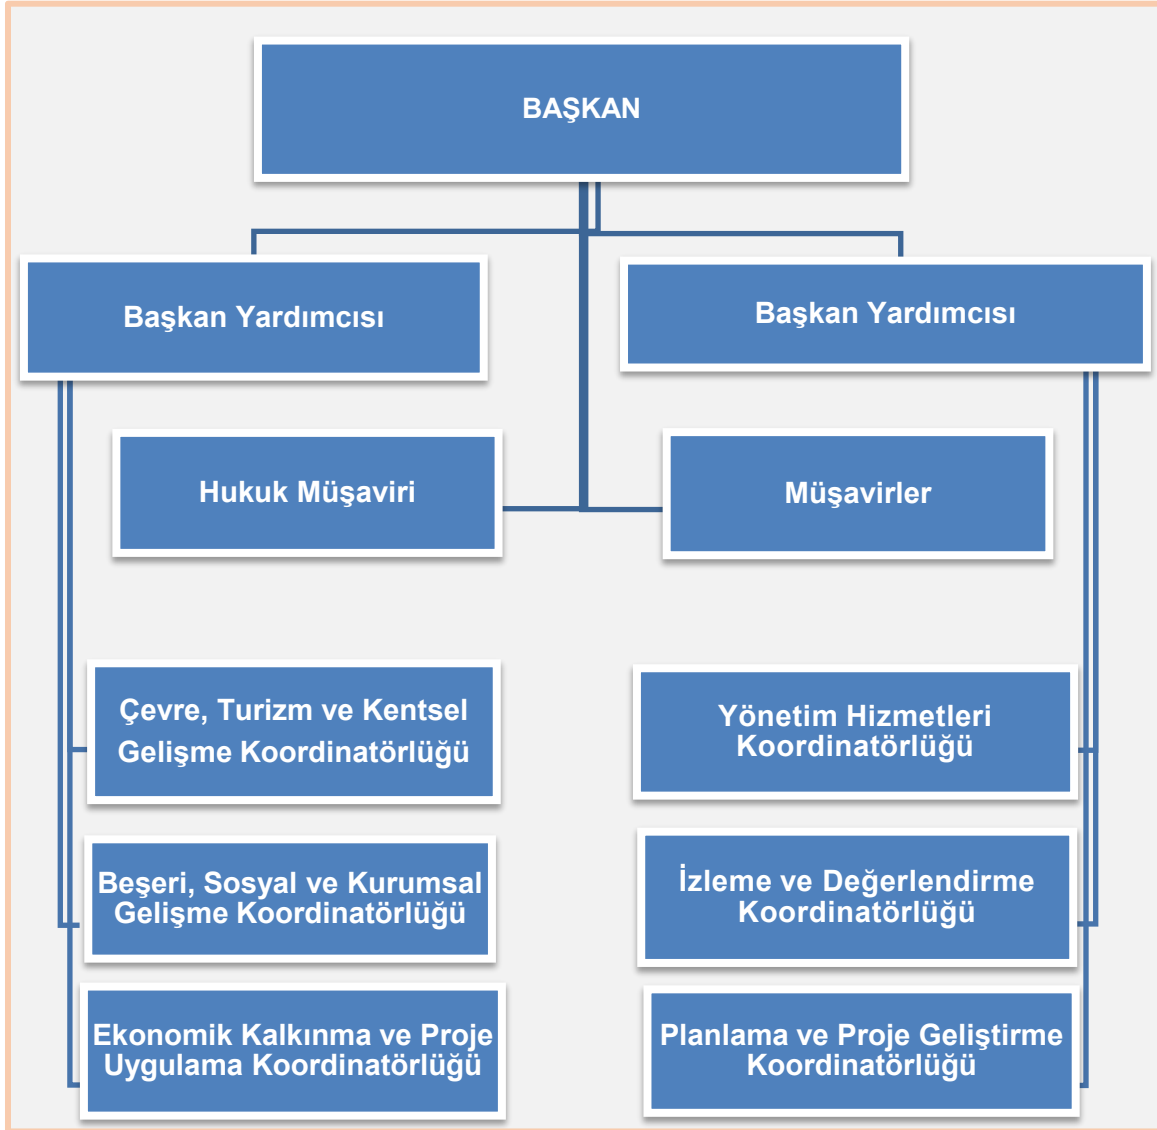 BAŞKAN
Başkan Yardımcısı
Başkan Yardımcısı
Hukuk Müşaviri
Müşavirler
Çevre, Turizm ve Kentsel
Gelişme Koordinatörlüğü
Yönetim Hizmetleri
Koordinatörlüğü
Beşeri, Sosyal ve Kurumsal
Gelişme Koordinatörlüğü
İzleme ve Değerlendirme
Koordinatörlüğü
Ekonomik Kalkınma ve Proje
Uygulama Koordinatörlüğü
Planlama ve Proje Geliştirme
Koordinatörlüğü